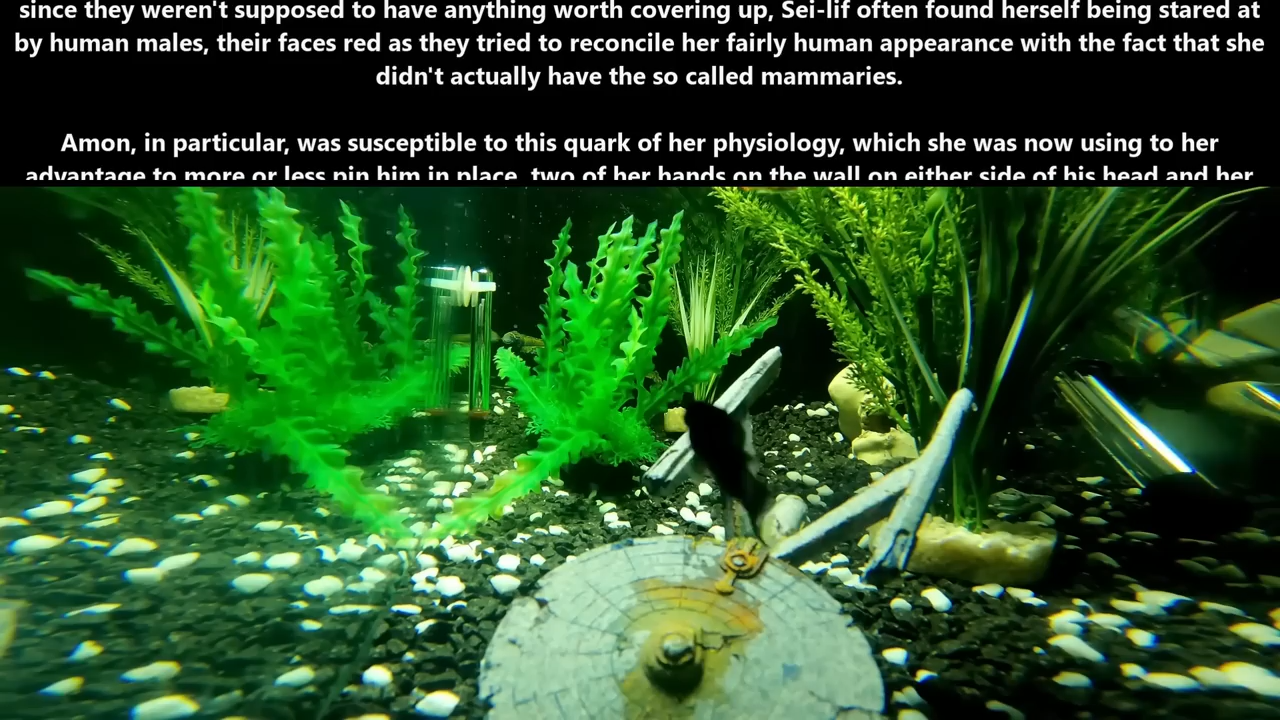 since they weren't supposed to have anything worth covering up, Sei-lif often found herself being stared at
by human males, their faces red as they tried to reconcile her fairly human appearance with the fact that she
didn't actually have the so called mammaries.
Amon, in particular, was susceptible to this quark of her physiology, which she was now using to her
advantage to more or less pin him in place, two of her hands on the wall on either side of his head and her